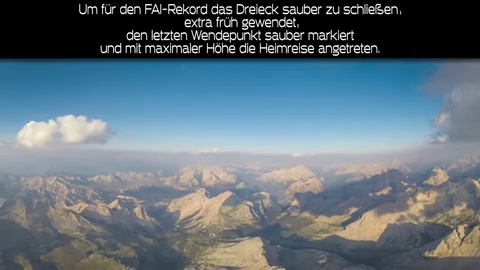 Um für den FAI-Rekord das Dreieck sauber zu schließen,
extra früh gewendet,
den letzten Wendepunkt sauber markiert
und mit maximaler Höhe die Heimreise angetreten.